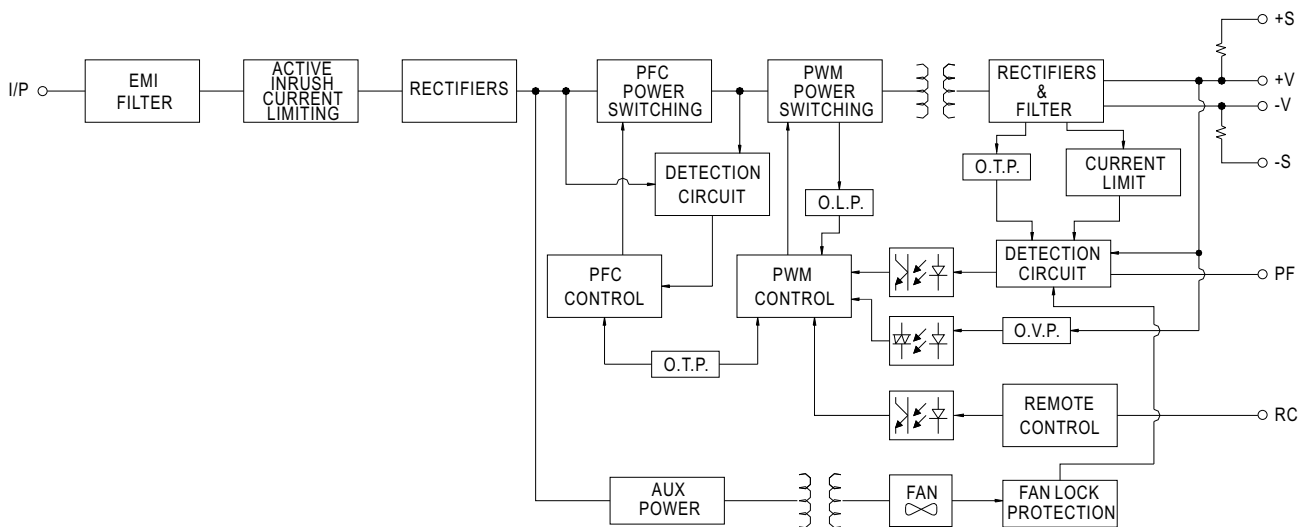 +S
I/P
EMI
FILTER
ACTIVE
INRUSH
CURRENT
LIMITING
RECTIFIERS
PFC
POWER
SWITCHING
PWM
POWER
SWITCHING
RECTIFIERS
&
FILTER
+V
-V
DETECTION
CIRCUIT
O.L.P.
O.T.P.
CURRENT
LIMIT
-S
PFC
CONTROL
PWM
CONTROL
DETECTION
CIRCUIT
PF
O.T.P.
O.V.P.
REMOTE
CONTROL
RC
AUX
POWER
FAN
FAN LOCK
PROTECTION